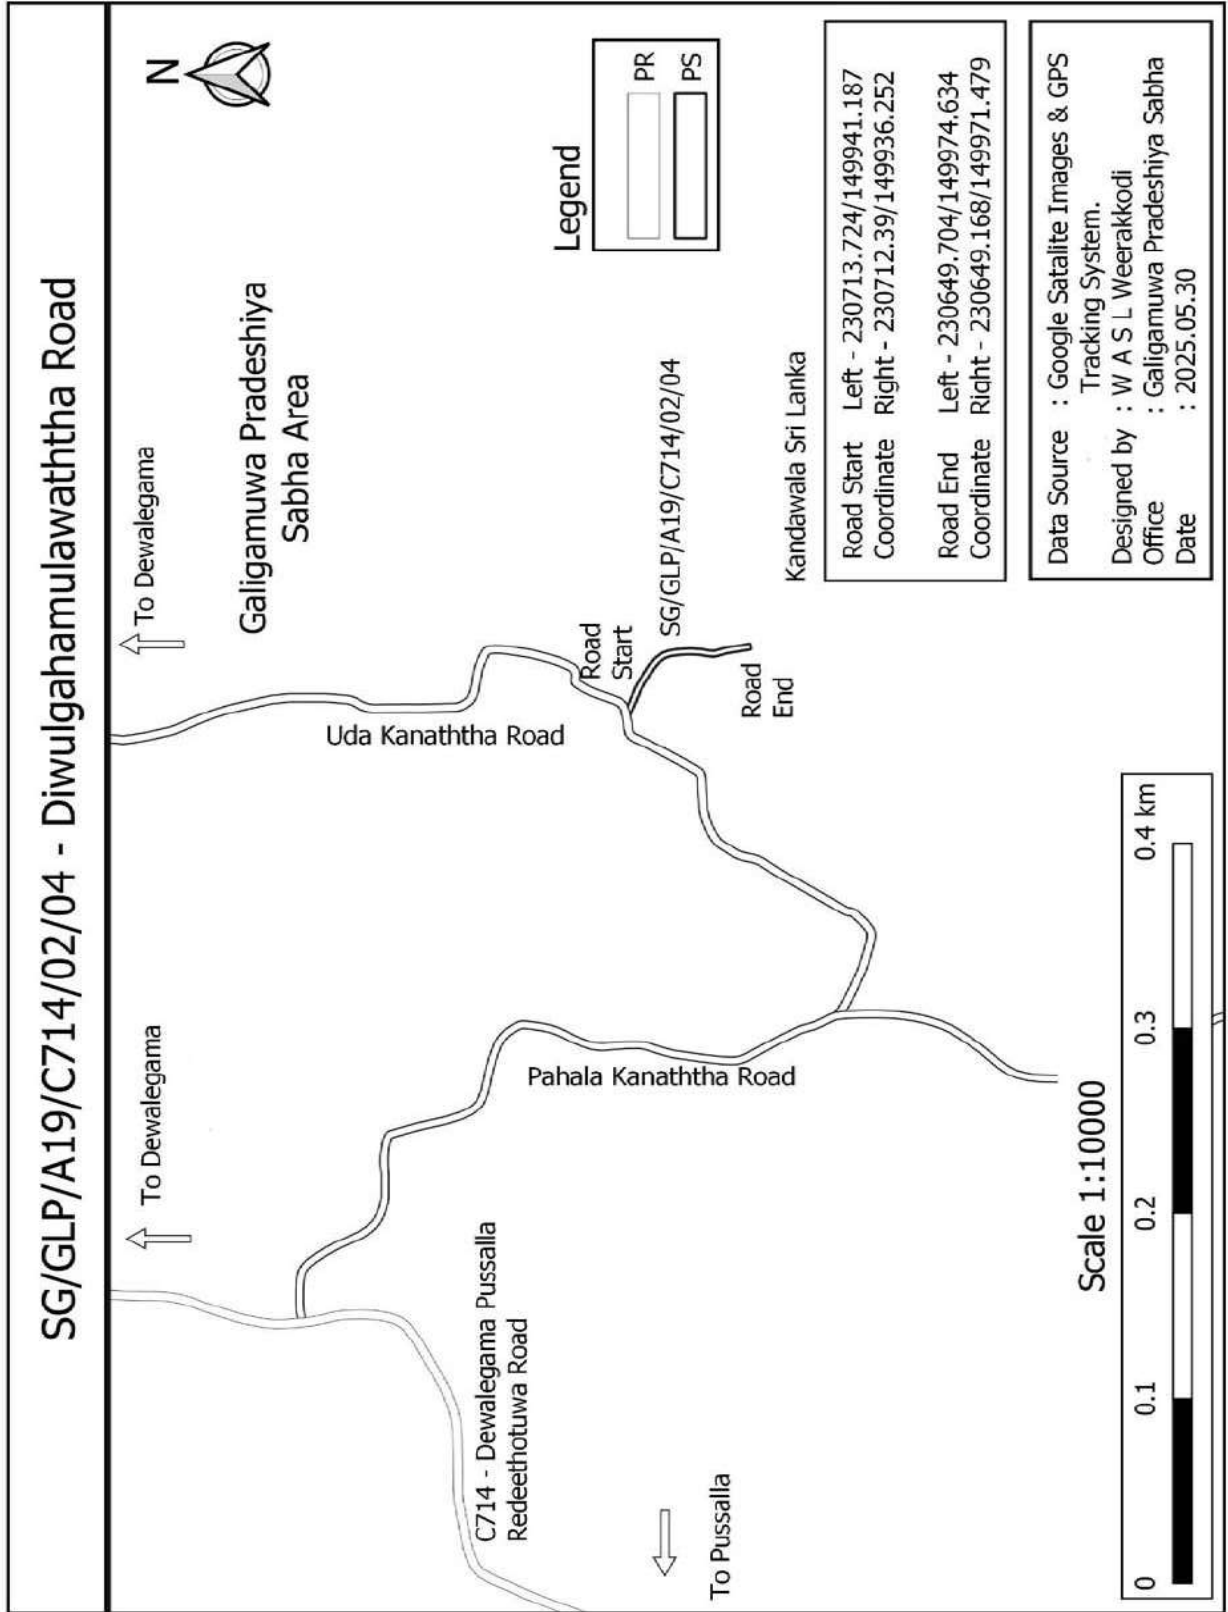 SG/GLP/A19/C714/02/04 - Diwulgahamulawaththa Road
To Dewalegama
To Dewalegama
N
Galigamuwa Pradeshiya
Sabha Area
Uda Kanaththa Road
Legend
PR
PS
C714 - Dewalegama Pussalla
Redeethotuwa Road
Pahala Kanaththa Road
Road
Start
SG/GLP/A19/C714/02/04
Road
End
To Pussalla
Kandawala Sri Lanka
Road Start Left - 230713.724/149941.187
Coordinate Right - 230712.39/149936.252
Road End Left - 230649.704/149974.634
Coordinate Right - 230649.168/149971.479
Data Source : Google Satalite Images & GPS
Tracking System.
Designed by : W A S L Weerakkodi
Office : Galigamuwa Pradeshiya Sabha
Date : 2025.05.30
Scale 1:10000
0 0.1 0.2 0.3 0.4 km